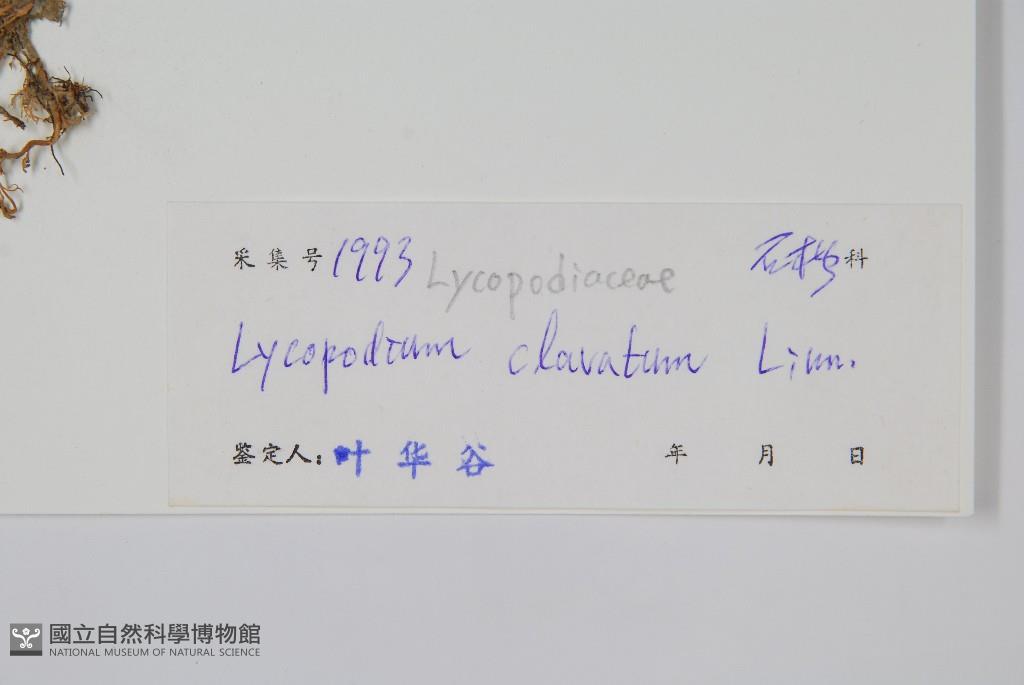 采集号 1993 Lycopodiaceae 石松科
Lycopodium clavatum Linn.
鉴定人：叶华谷 年 月 日
國立自然科學博物館
NATIONAL MUSEUM OF NATURAL SCIENCE